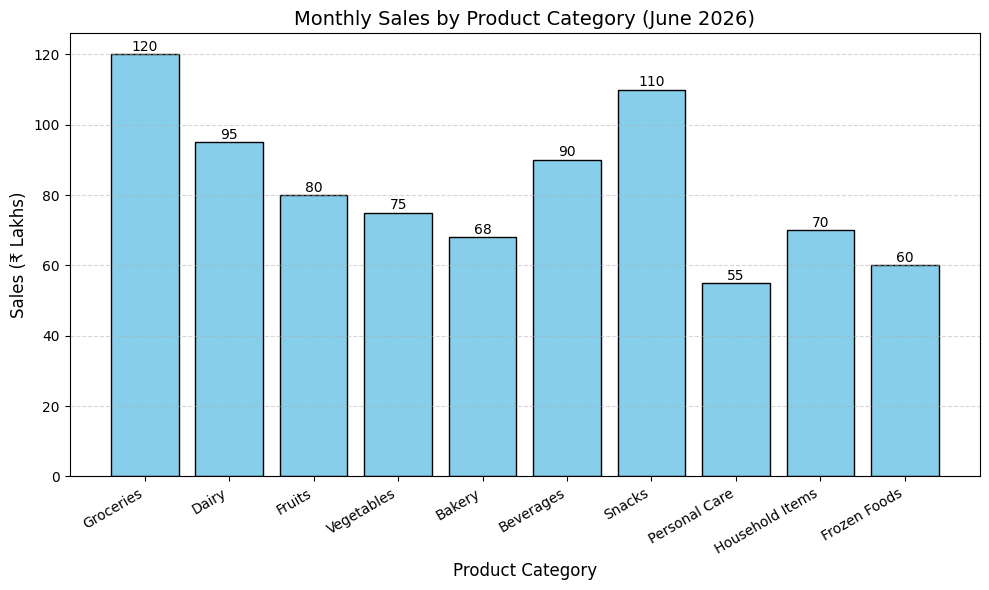 Monthly Sales by Product Category (June 2026)
Sales (₹ Lakhs)
120
100
80
60
40
20
0
120
95
80
75
68
90
110
55
70
60
Groceries
Dairy
Fruits
Vegetables
Bakery
Beverages
Snacks
Personal Care
Household Items
Frozen Foods
Product Category